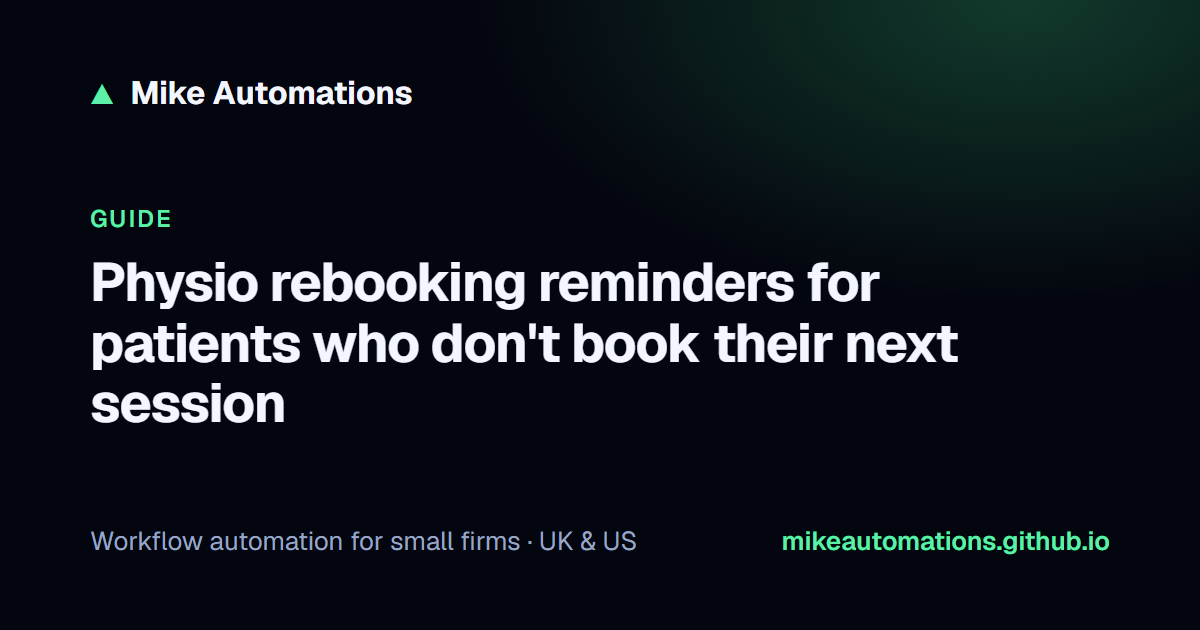 Mike Automations
GUIDE
Physio rebooking reminders for
patients who don't book their next
session
Workflow automation for small firms · UK & US
mikeautomations.github.io